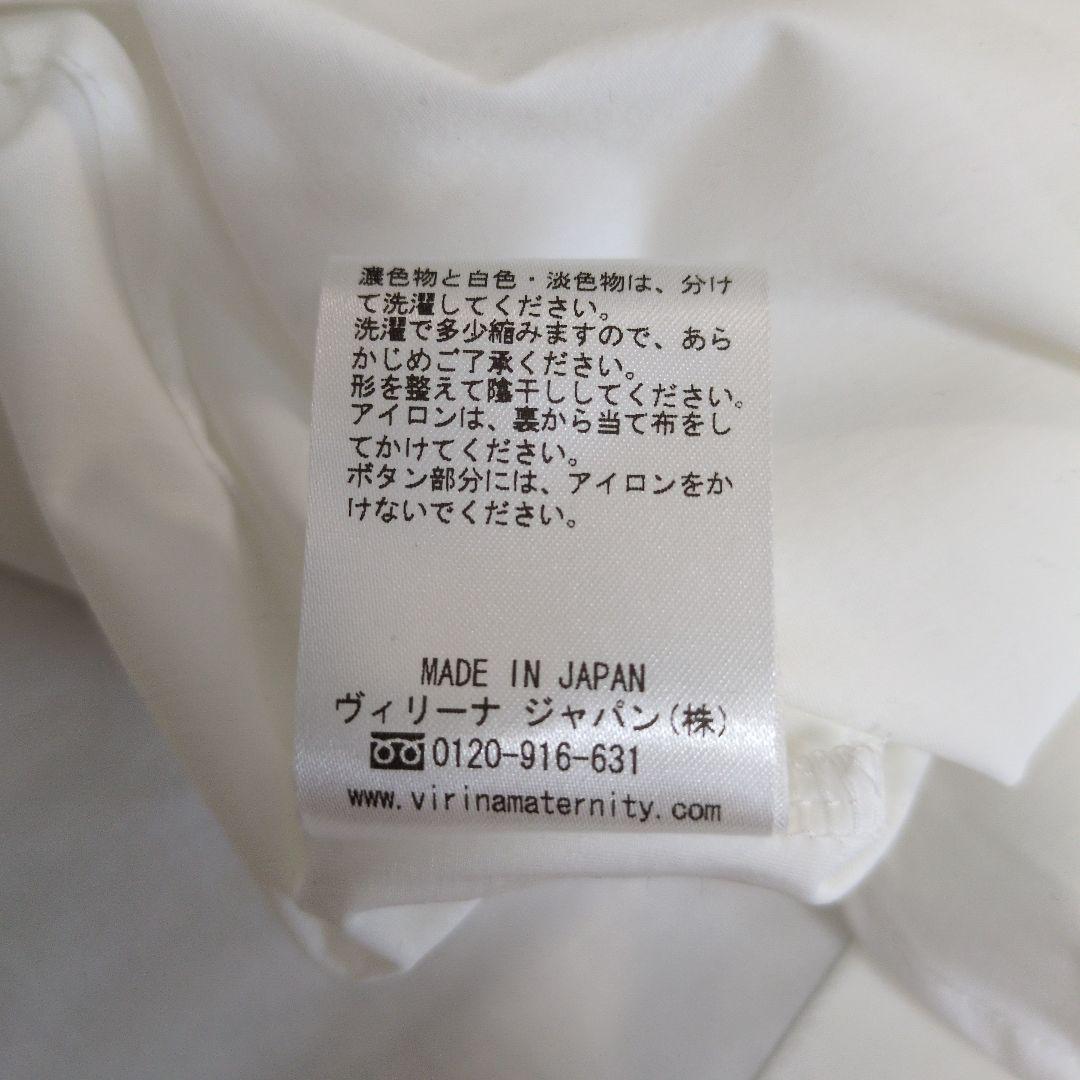 濃色物と白色・淡色物は、分け
て洗濯してください。
洗濯で多少縮みますので、あら
かじめご了承ください。
形を整えて陰干ししてください。
アイロンは、裏から当て布をし
てかけてください。
ボタン部分には、アイロンをか
けないでください。
MADE IN JAPAN
ヴィリーナ ジャパン(株)
0120-916-631
www.virinamaternity.com